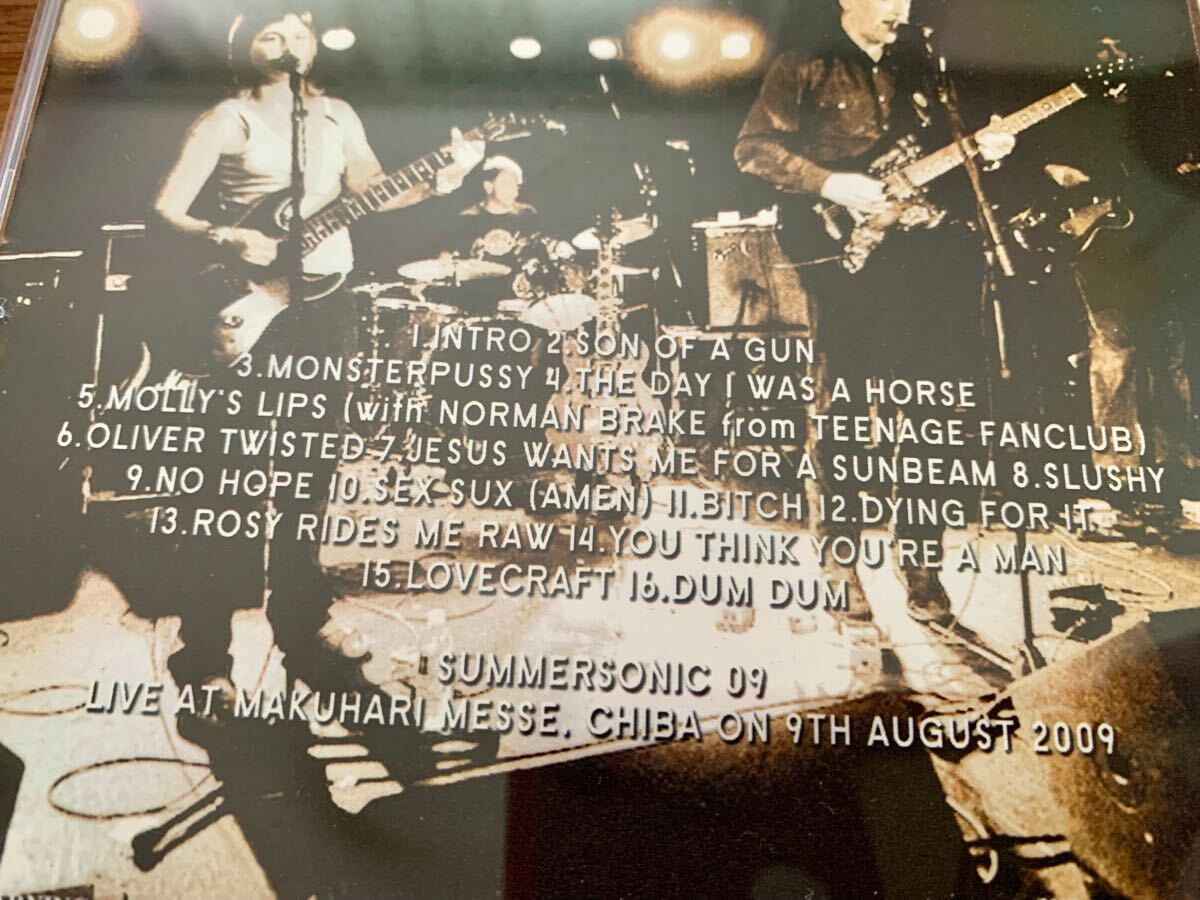 1.INTRO 2.SON OF A GUN
3.MONSTERPUSSY 4.THE DAY I WAS A HORSE
5.MOLLY'S LIPS (with NORMAN BRAKE from TEENAGE FANCLUB)
6.OLIVER TWISTED 7.JESUS WANTS ME FOR A SUNBEAM 8.SLUSHY
9.NO HOPE 10.SEX SUX (AMEN) 11.BITCH 12.DYING FOR IT
13.ROSY RIDES ME RAW 14.YOU THINK YOU'RE A MAN
15.LOVECRAFT 16.DUM DUM
SUMMERSONIC 09
LIVE AT MAKUHARI MESSE, CHIBA ON 9TH AUGUST 2009